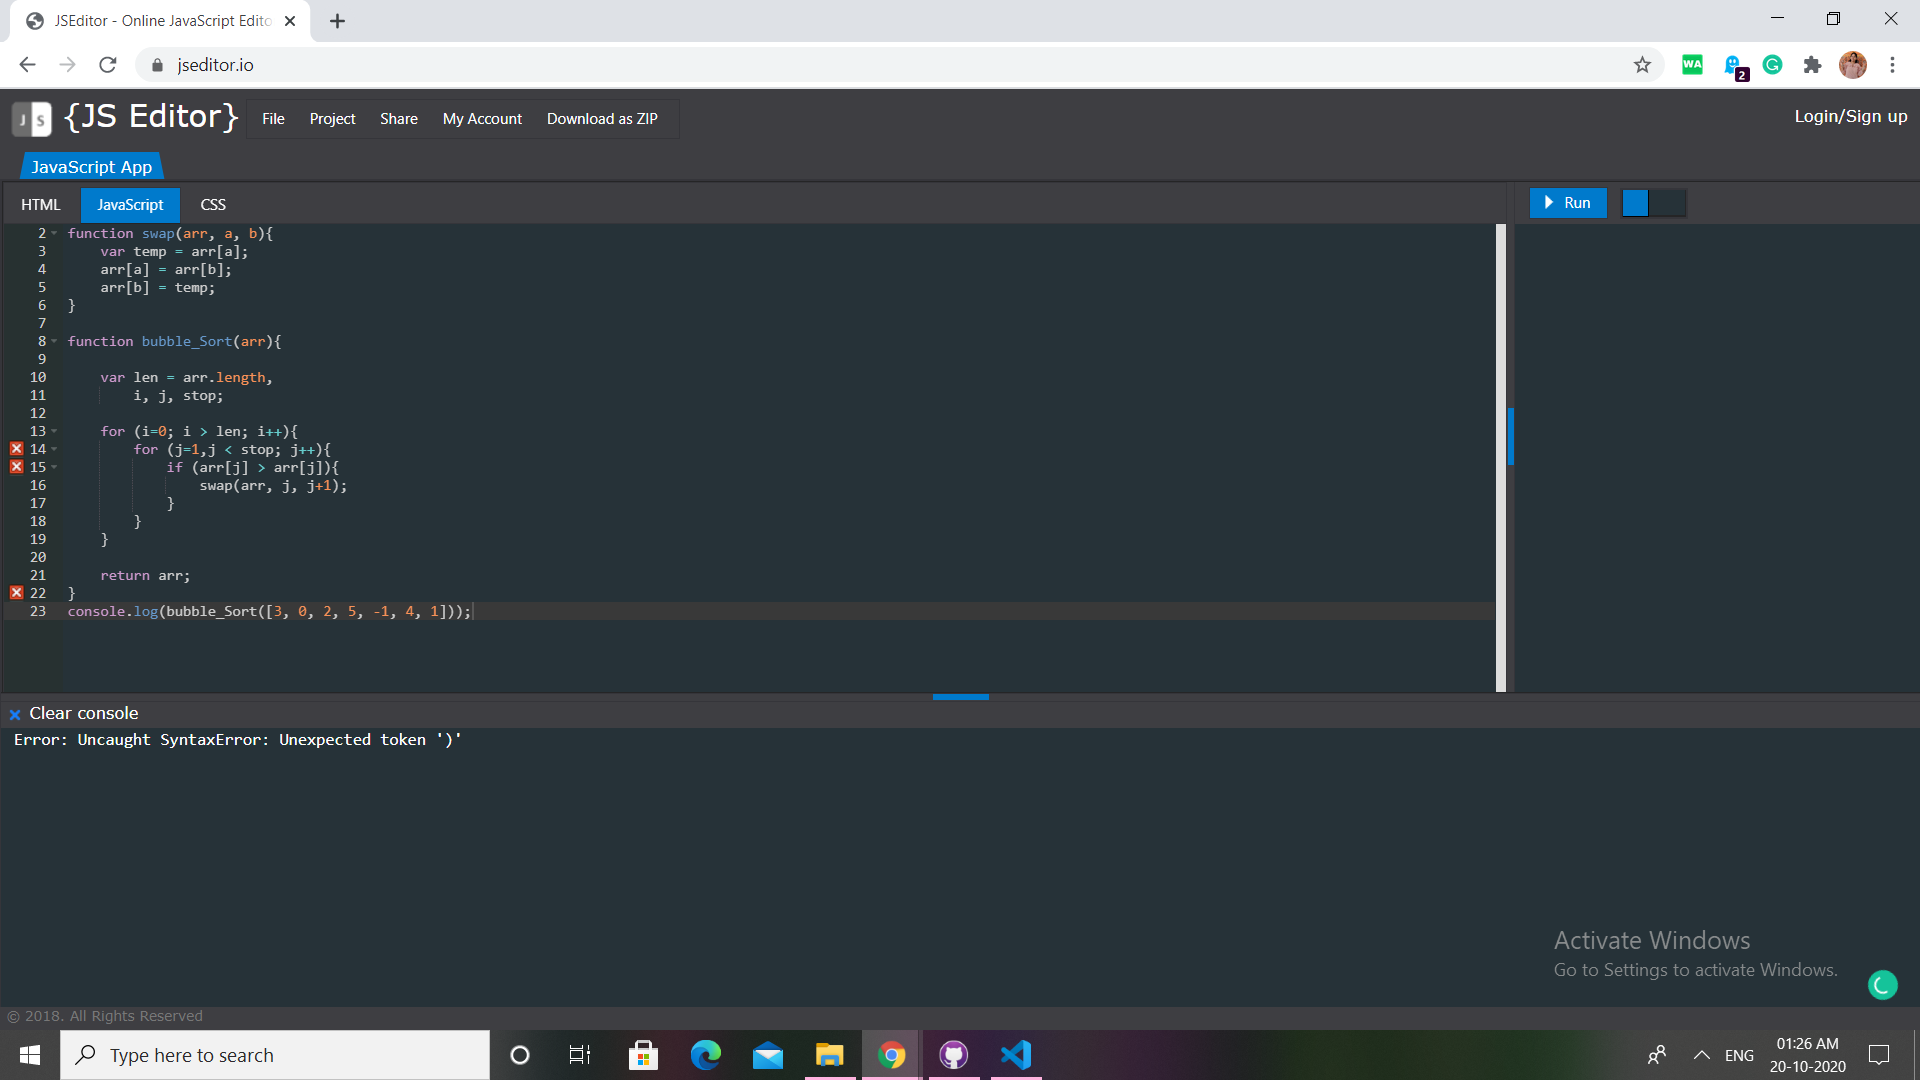 JSEditor - Online JavaScript Edito
jseditor.io
WA
2
JS {JS Editor} File Project Share My Account Download as ZIP
Login/Sign up
JavaScript App
HTML JavaScript CSS
Run
2 function swap(arr, a, b){
3 var temp = arr[a];
4 arr[a] = arr[b];
5 arr[b] = temp;
6 }
7
8 function bubble_Sort(arr){
9
10 var len = arr.length,
11 i, j, stop;
12
13 for (i=0; i > len; i++){
14 for (j=1,j < stop; j++){
15 if (arr[j] > arr[j]){
16 swap(arr, j, j+1);
17 }
18 }
19 }
20
21 return arr;
22 }
23 console.log(bubble_Sort([3, 0, 2, 5, -1, 4, 1]));
Clear console
Error: Uncaught SyntaxError: Unexpected token ')'
Activate Windows
Go to Settings to activate Windows.
© 2018. All Rights Reserved
Type here to search
ENG
01:26 AM
20-10-2020